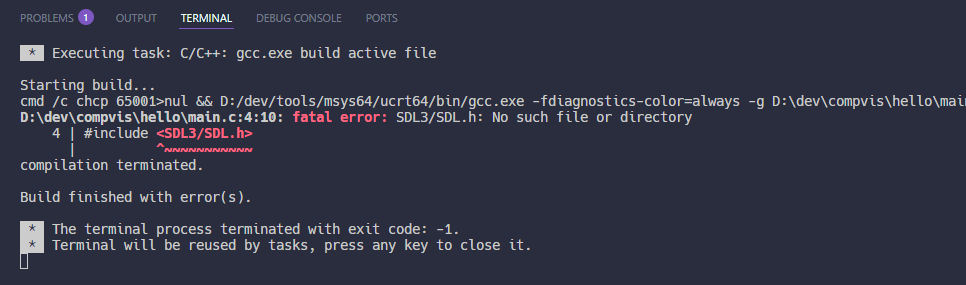 PROBLEMS 1 OUTPUT TERMINAL DEBUG CONSOLE PORTS
* Executing task: C/C++: gcc.exe build active file
Starting build...
cmd /c chcp 65001>nul && D:/dev/tools/msys64/ucrt64/bin/gcc.exe -fdiagnostics-color=always -g D:\dev\compvis\hello\mai
D:\dev\compvis\hello\main.c:4:10: fatal error: SDL3/SDL.h: No such file or directory
4 | #include <SDL3/SDL.h>
| ^~~~~~~~~~~~
compilation terminated.
Build finished with error(s).
* The terminal process terminated with exit code: -1.
* Terminal will be reused by tasks, press any key to close it.